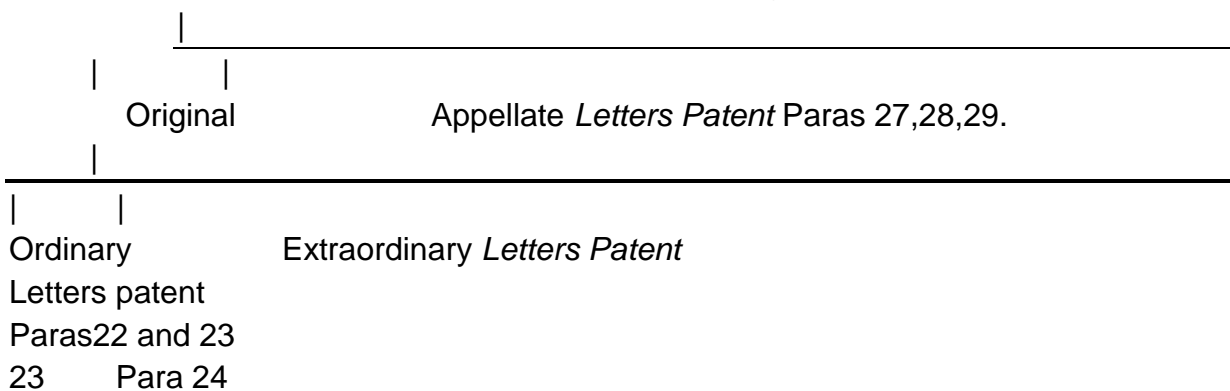 Original Appellate Letters Patent Paras 27,28,29.
Ordinary Extraordinary Letters Patent
Letters patent
Paras22 and 23
23 Para 24